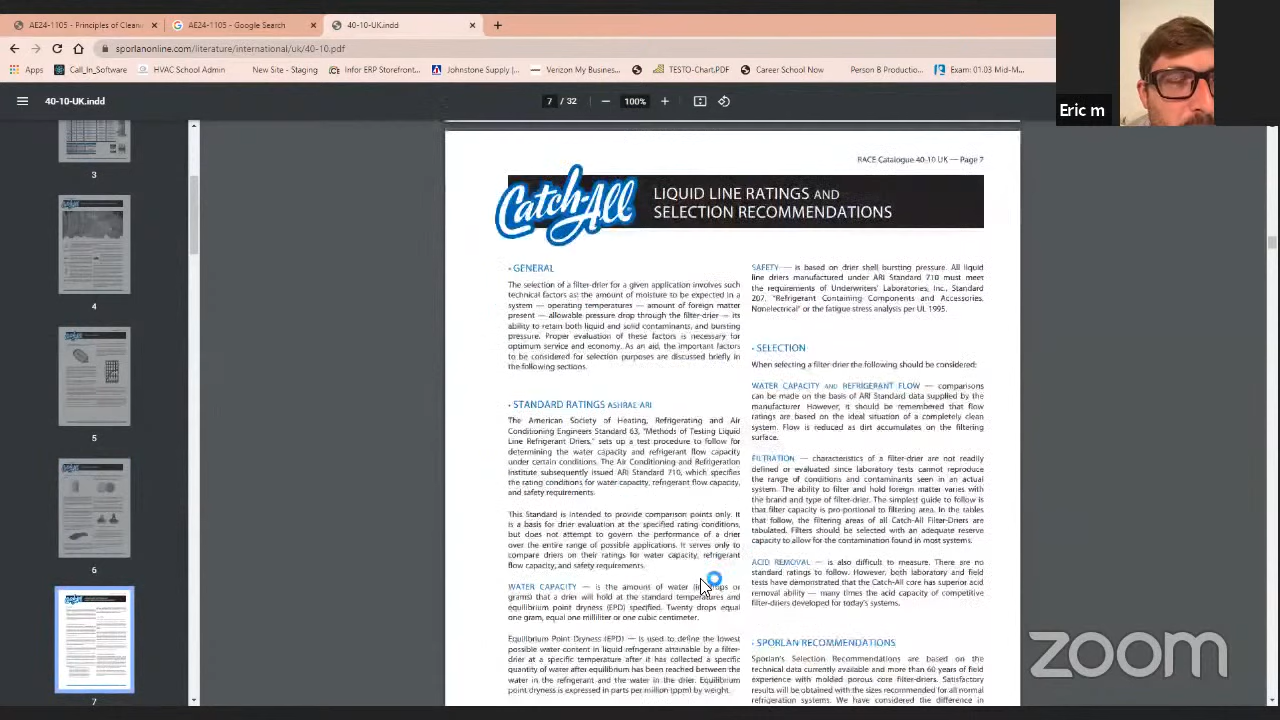 AE24-1105 - Principles of Clean
AE24-1105 - Google Search
40-10-UK.indd
sporlanonline.com/literature/international/uk/40-10.pdf
Apps
Call_In_Software
HVAC School Admin
New Site - Staging
Infor ERP Storefront...
Johnstone Supply |...
Verizon My Business...
TESTO-Chart.PDF
Career School Now
Person B Productio...
Exam: 01.03 Mid-M...
Eric m
40-10-UK.indd
7 / 32
100%
3
4
5
6
7
RACE Catalogue 40-10 UK — Page 7
Catch-All
LIQUID LINE RATINGS AND
SELECTION RECOMMENDATIONS
• GENERAL
The selection of a filter-drier for a given application involves such
technical factors as: the amount of moisture to be expected in a
system — operating temperatures — amount of foreign matter
present — allowable pressure drop through the filter-drier — its
ability to retain both liquid and solid contaminants, and bursting
pressure. Proper evaluation of these factors is necessary for
optimum service and economy. As an aid, the important factors
to be considered for selection purposes are discussed briefly in
the following sections.
• STANDARD RATINGS ASHRAE-ARI
The American Society of Heating, Refrigerating and Air
Conditioning Engineers Standard 63, "Methods of Testing Liquid
Line Refrigerant Driers," sets up a test procedure to follow for
determining the water capacity and refrigerant flow capacity
under certain conditions. The Air Conditioning and Refrigeration
Institute subsequently issued ARI Standard 710, which specifies
the rating conditions for water capacity, refrigerant flow capacity,
and safety requirements.
This Standard is intended to provide comparison points only. It
is a basis for drier evaluation at the specified rating conditions,
but does not attempt to govern the performance of a drier
over the entire range of possible applications. It serves only to
compare driers on their ratings for water capacity, refrigerant
flow capacity, and safety requirements.
WATER CAPACITY — is the amount of water (in drops or
grams) that a drier will hold at the standard temperatures and
equilibrium point dryness (EPD) specified. Twenty drops equal
one gram, equal one milliliter or one cubic centimeter.
Equilibrium Point Dryness (EPD) — is used to define the lowest
possible water content in liquid refrigerant attainable by a filter-
drier at a specific temperature after it has collected a specific
quantity of water after equilibrium has been reached between the
water in the refrigerant and the water in the drier. Equilibrium
point dryness is expressed in parts per million (ppm) by weight.
SAFETY — is based on drier shell bursting pressure. All liquid
line driers manufactured under ARI Standard 710 must meet
the requirements of Underwriters' Laboratories, Inc., Standard
207, "Refrigerant Containing Components and Accessories,
Nonelectrical" or the fatigue stress analysis per UL 1995.
• SELECTION
When selecting a filter-drier the following should be considered:
WATER CAPACITY AND REFRIGERANT FLOW — comparisons
can be made on the basis of ARI Standard data supplied by the
manufacturer However, it should be remembered that flow
ratings are based on the ideal situation of a completely clean
system. Flow is reduced as dirt accumulates on the filtering
surface.
FILTRATION — characteristics of a filter-drier are not readily
defined or evaluated since laboratory tests cannot reproduce
the range of conditions and contaminants seen in an actual
system. The ability to filter and hold foreign matter varies with
the brand and type of filter-drier. The simplest guide to follow is
that filter capacity is pro-portional to filtering area. In the tables
that follow, the filtering areas of all Catch-All Filter-Driers are
tabulated. Filters should be selected with an adequate reserve
capacity to allow for the contamination found in most systems.
ACID REMOVAL — is also difficult to measure. There are no
standard ratings to follow. However, both laboratory and field
tests have demonstrated that the Catch-All core has superior acid
removal ability — many times the acid capacity of competitive
filter-driers developed for today's systems.
• SPORLAN RECOMMENDATIONS
Sporlan's Selection Recommendations are based on the
technical data currently available and more than 60 years of field
experience with molded porous core filter-driers. Satisfactory
results will be obtained with the sizes recommended for all normal
refrigeration systems. We have considered the difference in
zoom